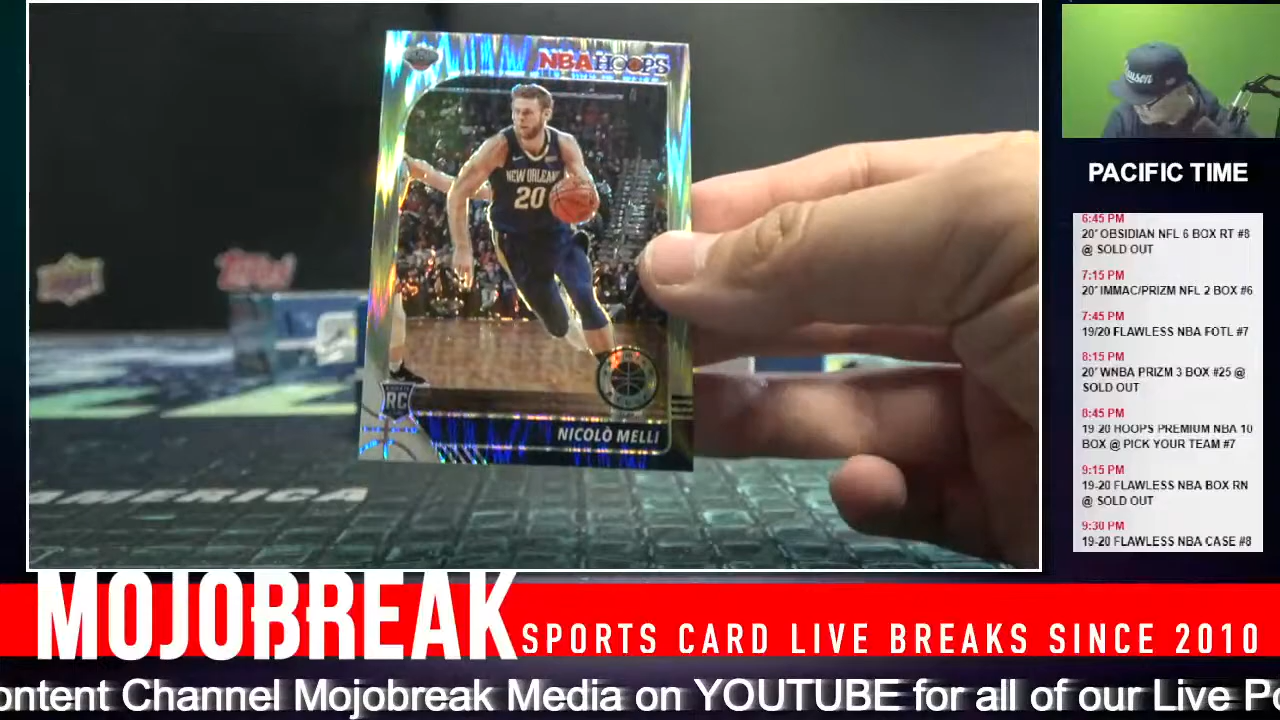 NBA HOOPS
NEW ORLEANS
20
RC
NICOLÒ MELLI
Topps
AMERICA
PACIFIC TIME
6:45 PM
20' OBSIDIAN NFL 6 BOX RT #8
@ SOLD OUT
7:15 PM
20' IMMAC/PRIZM NFL 2 BOX #6
7:45 PM
19/20 FLAWLESS NBA FOTL #7
8:15 PM
20' WNBA PRIZM 3 BOX #25 @
SOLD OUT
8:45 PM
19-20 HOOPS PREMIUM NBA 10
BOX @ PICK YOUR TEAM #7
9:15 PM
19-20 FLAWLESS NBA BOX RN
@ SOLD OUT
9:30 PM
19-20 FLAWLESS NBA CASE #8
MOJOBREAK
SPORTS CARD LIVE BREAKS SINCE 2010
ontent Channel Mojobreak Media on YOUTUBE for all of our Live Po